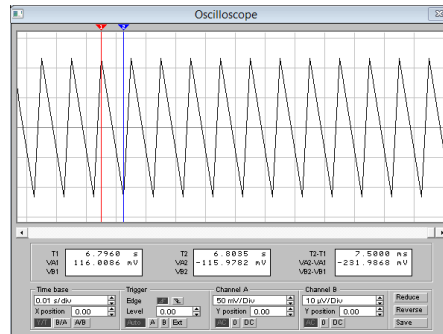 Oscilloscope
1 2
T1 6.7960 s T2 6.8035 s T2-T1 7.5000 ms
VA1 116.0086 mV VA2 -115.9782 mV VA2-VA1 -231.9868 mV
VB1 VB2 VB2-VB1
Time base Trigger Channel A Channel B Reduce
0.01 s/div Edge 50 mV/Div 10 µV/Div Reverse
X position 0.00 Level 0.00 Y position 0.00 Y position 0.00
Y/T B/A A/B Auto A B Ext AC 0 DC AC 0 DC Save